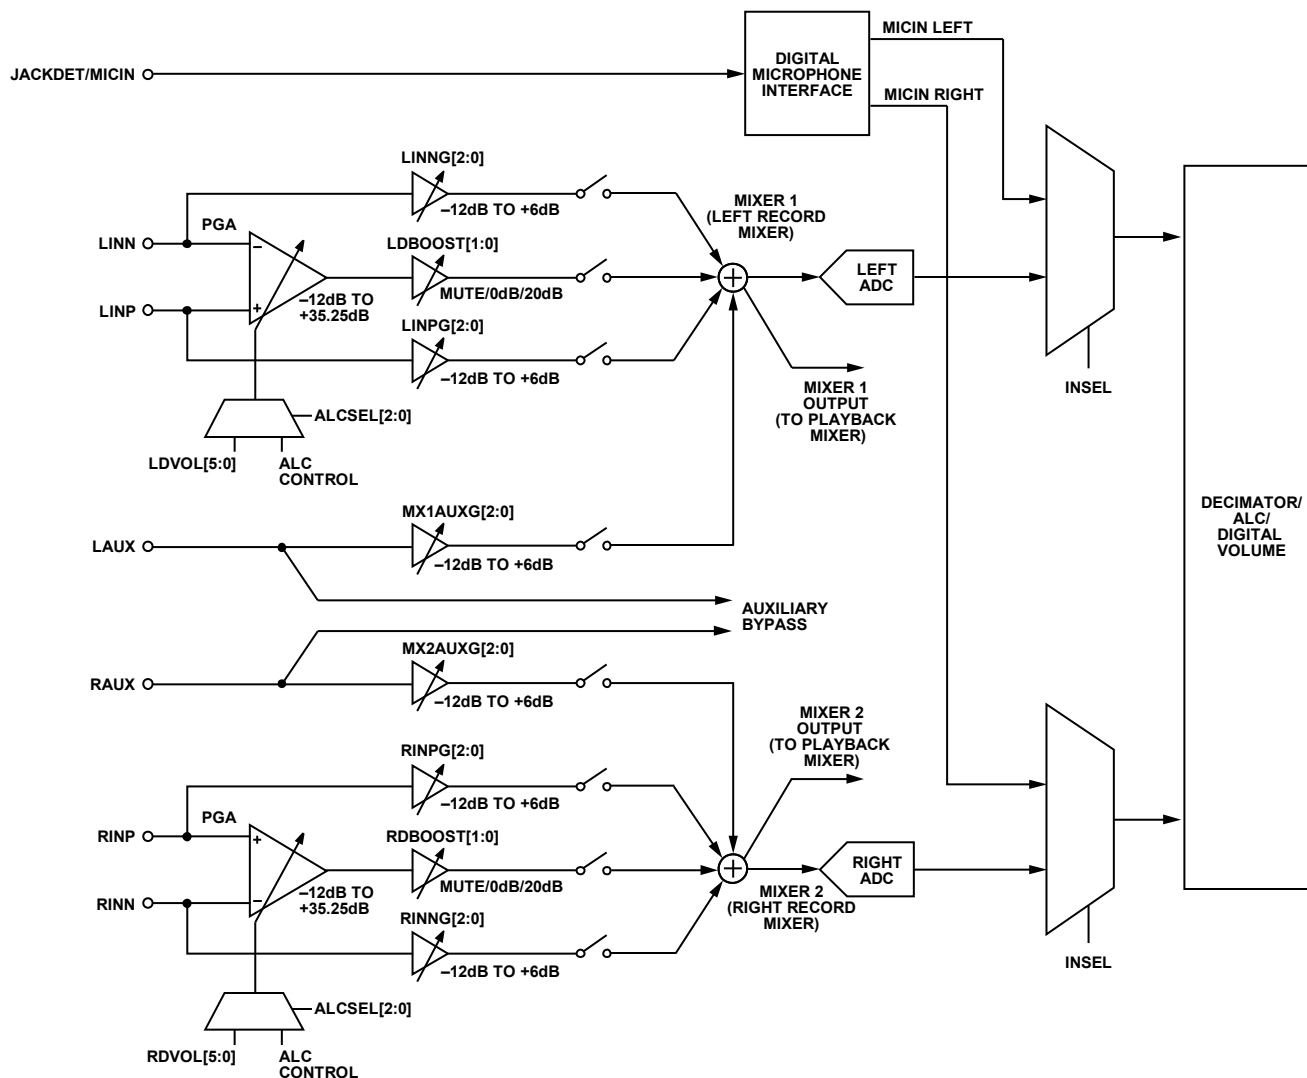 JACKDET/MICIN
DIGITAL
MICROPHONE
INTERFACE
MICIN LEFT
MICIN RIGHT
LINNG[2:0]
–12dB TO +6dB
PGA
LINN
–
LDBOOST[1:0]
MUTE/0dB/20dB
LINP
+
–12dB TO
+35.25dB
LINPG[2:0]
–12dB TO +6dB
ALCSEL[2:0]
LDVOL[5:0]
ALC
CONTROL
MIXER 1
(LEFT RECORD
MIXER)
+
LEFT
ADC
MIXER 1
OUTPUT
(TO PLAYBACK
MIXER)
INSEL
MX1AUXG[2:0]
LAUX
–12dB TO +6dB
AUXILIARY
BYPASS
DECIMATOR/
ALC/
DIGITAL
VOLUME
MX2AUXG[2:0]
RAUX
–12dB TO +6dB
MIXER 2
OUTPUT
(TO PLAYBACK
MIXER)
RINPG[2:0]
–12dB TO +6dB
PGA
RINP
+
RDBOOST[1:0]
MUTE/0dB/20dB
RINN
–
–12dB TO
+35.25dB
RINNG[2:0]
–12dB TO +6dB
+
MIXER 2
(RIGHT RECORD
MIXER)
RIGHT
ADC
INSEL
ALCSEL[2:0]
RDVOL[5:0]
ALC
CONTROL